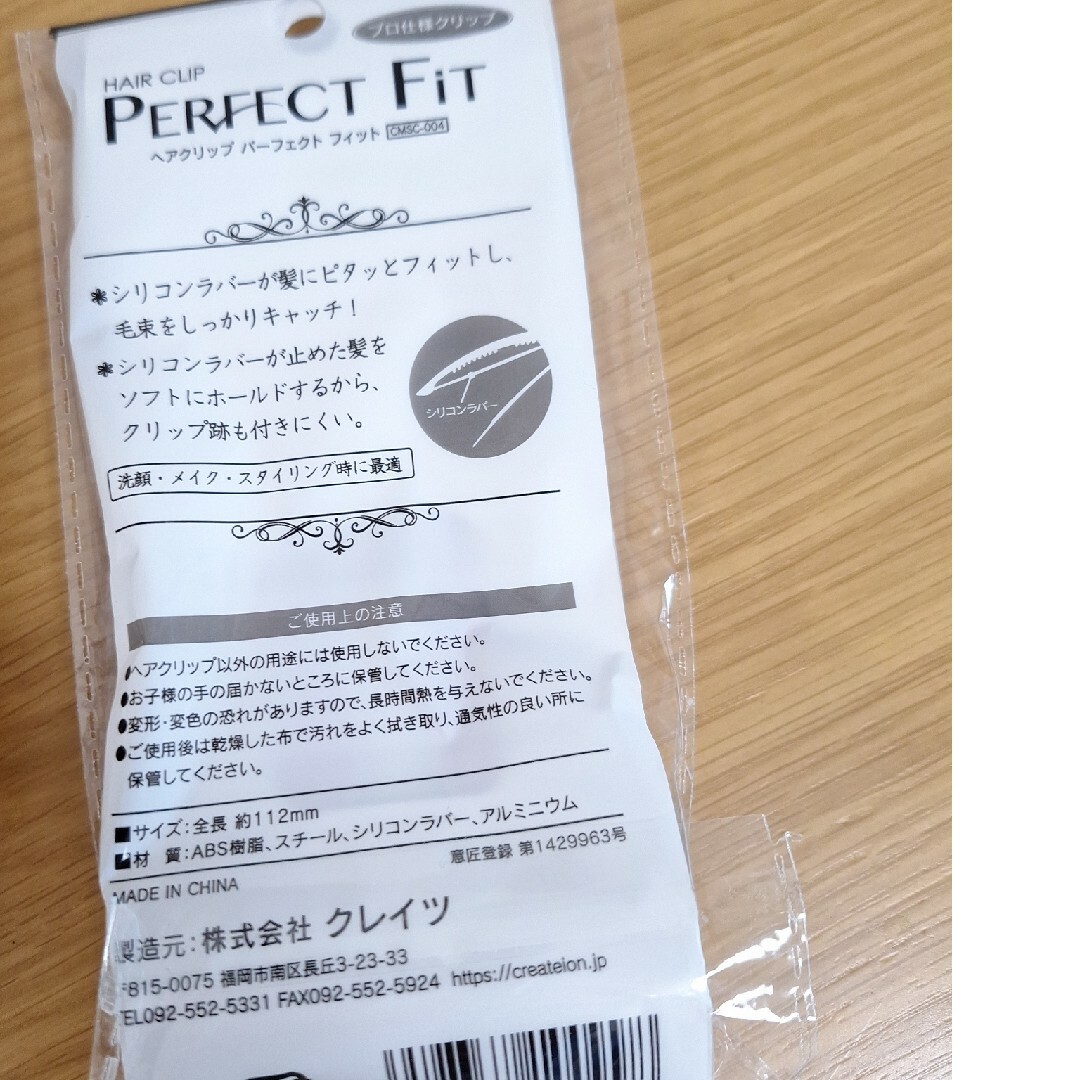 プロ仕様クリップ
HAIR CLIP
PERFECT FiT
ヘアクリップ パーフェクト フィット CMSC-004
＊シリコンラバーが髪にピタッとフィットし、
毛束をしっかりキャッチ！
＊シリコンラバーが止めた髪を
ソフトにホールドするから、
クリップ跡も付きにくい。
シリコンラバー
洗顔・メイク・スタイリング時に最適
ご使用上の注意
●ヘアクリップ以外の用途には使用しないでください。
●お子様の手の届かないところに保管してください。
●変形・変色の恐れがありますので、長時間熱を与えないでください。
●ご使用後は乾燥した布で汚れをよく拭き取り、通気性の良い所に
保管してください。
■サイズ：全長 約112mm
■材　質：ABS樹脂、スチール、シリコンラバー、アルミニウム
意匠登録 第1429963号
MADE IN CHINA
製造元：株式会社 クレイツ
〒815-0075 福岡市南区長丘3-23-33
TEL092-552-5331 FAX092-552-5924 https://createion.jp